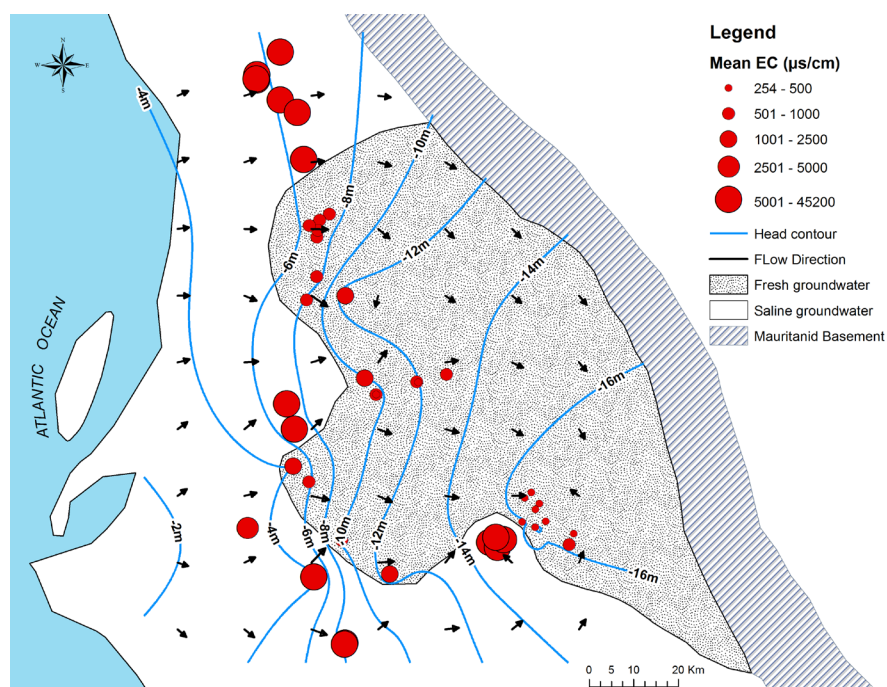 N
W E
S
-4m
-10m
-8m
-6m
-12m
-14m
-16m
ATLANTIC OCEAN
-2m
-4m
-6m
-8m
-10m
-12m
-14m
-16m
0 5 10 20 Km
Legend
Mean EC (µs/cm)
254 - 500
501 - 1000
1001 - 2500
2501 - 5000
5001 - 45200
Head contour
FLow Direction
Fresh groundwater
Saline groundwater
Mauritanid Basement